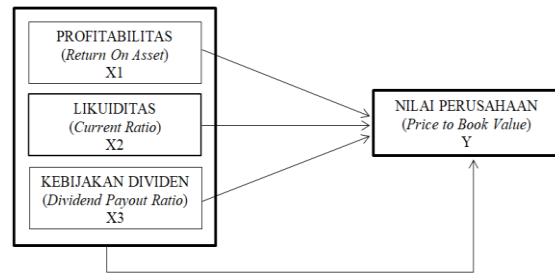 PROFITABILITAS
(Return On Asset)
X1
LIKUIDITAS
(Current Ratio)
X2
KEBIJAKAN DIVIDEN
(Dividend Payout Ratio)
X3
NILAI PERUSAHAAN
(Price to Book Value)
Y